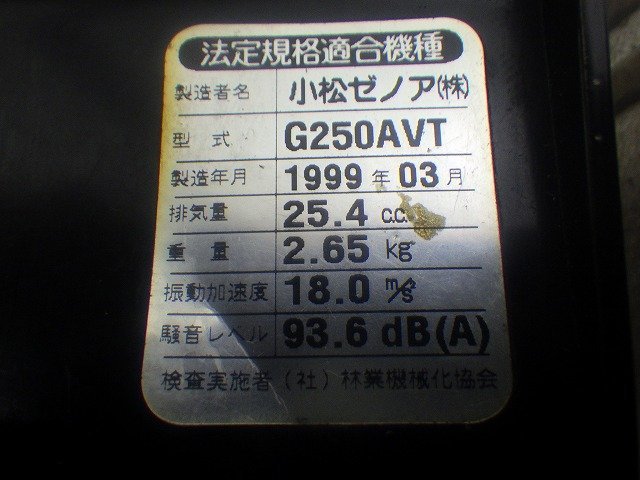 法定規格適合機種
製造者名 小松ゼノア(株)
型式 G250AVT
製造年月 1999年03月
排気量 25.4 c.c.
重量 2.65 kg
振動加速度 18.0 m/s²
騒音レベル 93.6 dB(A)
検査実施者(社)林業機械化協会